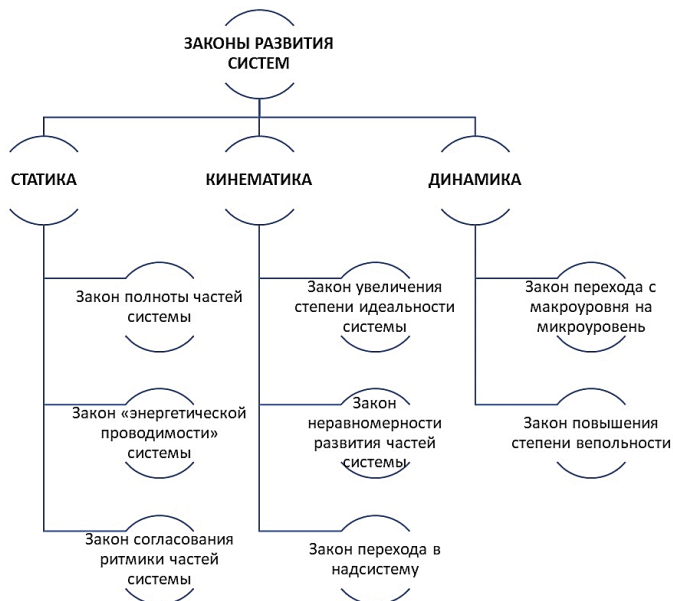 ЗАКОНЫ РАЗВИТИЯ
СИСТЕМ
СТАТИКА
КИНЕМАТИКА
ДИНАМИКА
Закон полноты частей
системы
Закон «энергетической
проводимости»
системы
Закон согласования
ритмики частей
системы
Закон увеличения
степени идеальности
системы
Закон
неравномерности
развития частей
системы
Закон перехода в
надсистему
Закон перехода с
макроуровня на
микроуровень
Закон повышения
степени вепольности